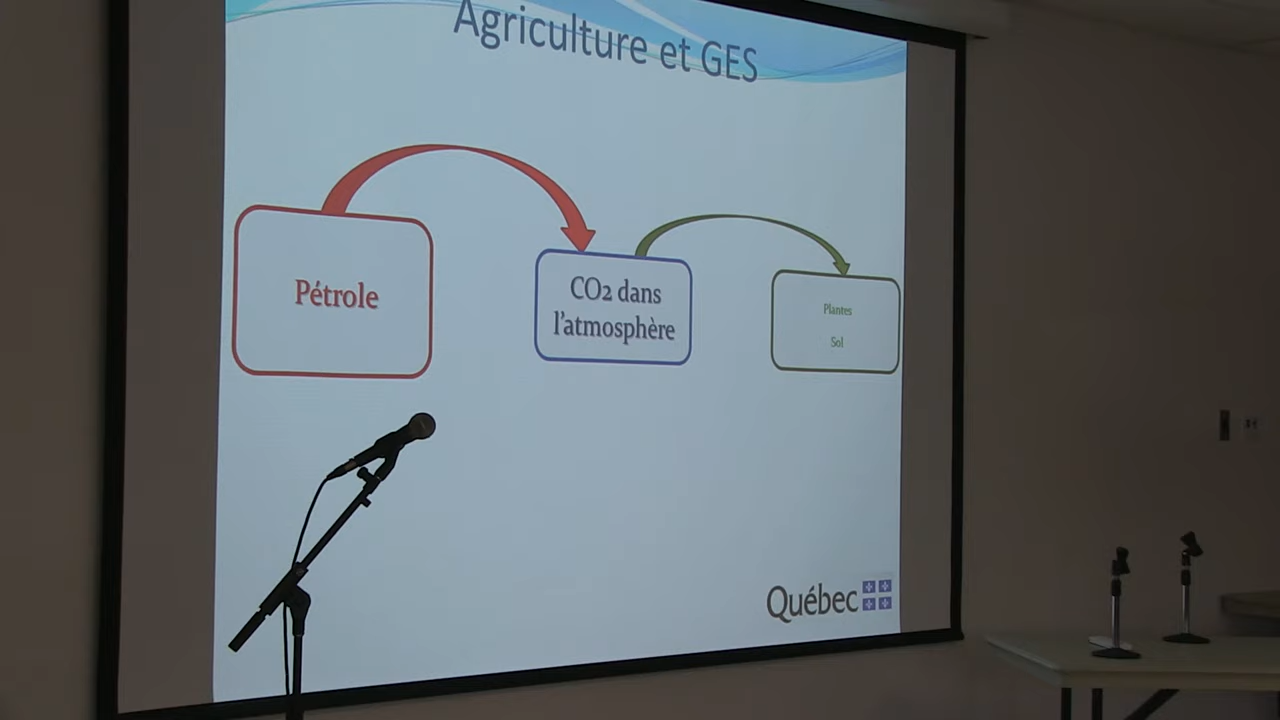 Agriculture et GES
Pétrole
CO2 dans
l'atmosphère
Plantes
Sol
Québec